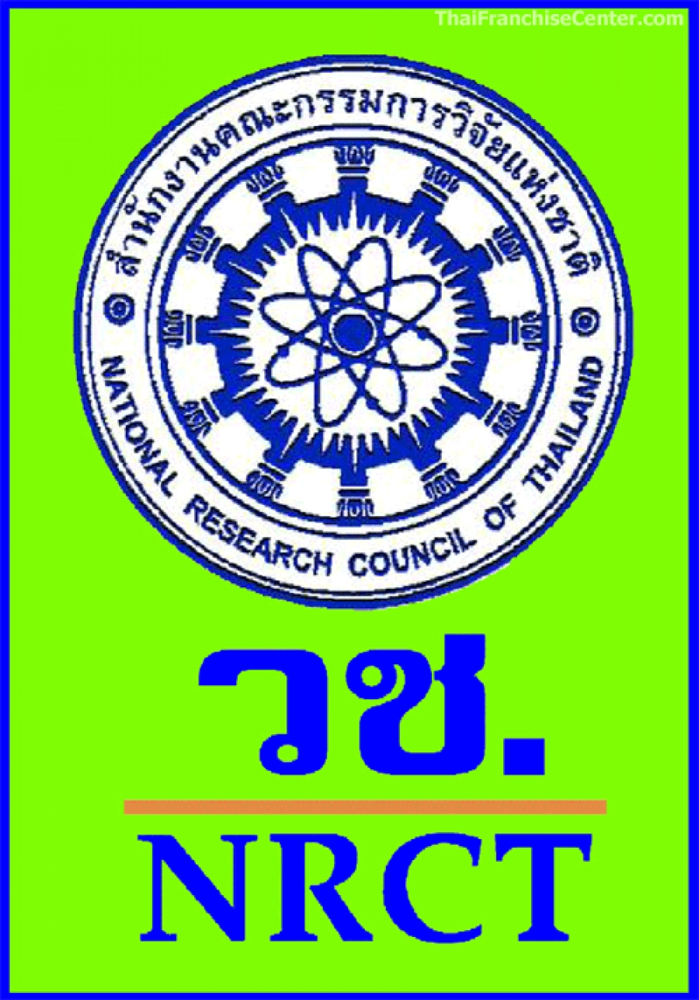 ThaiFranchiseCenter.com
สำนักงานคณะกรรมการวิจัยแห่งชาติ
NATIONAL RESEARCH COUNCIL OF THAILAND
วช.
NRCT